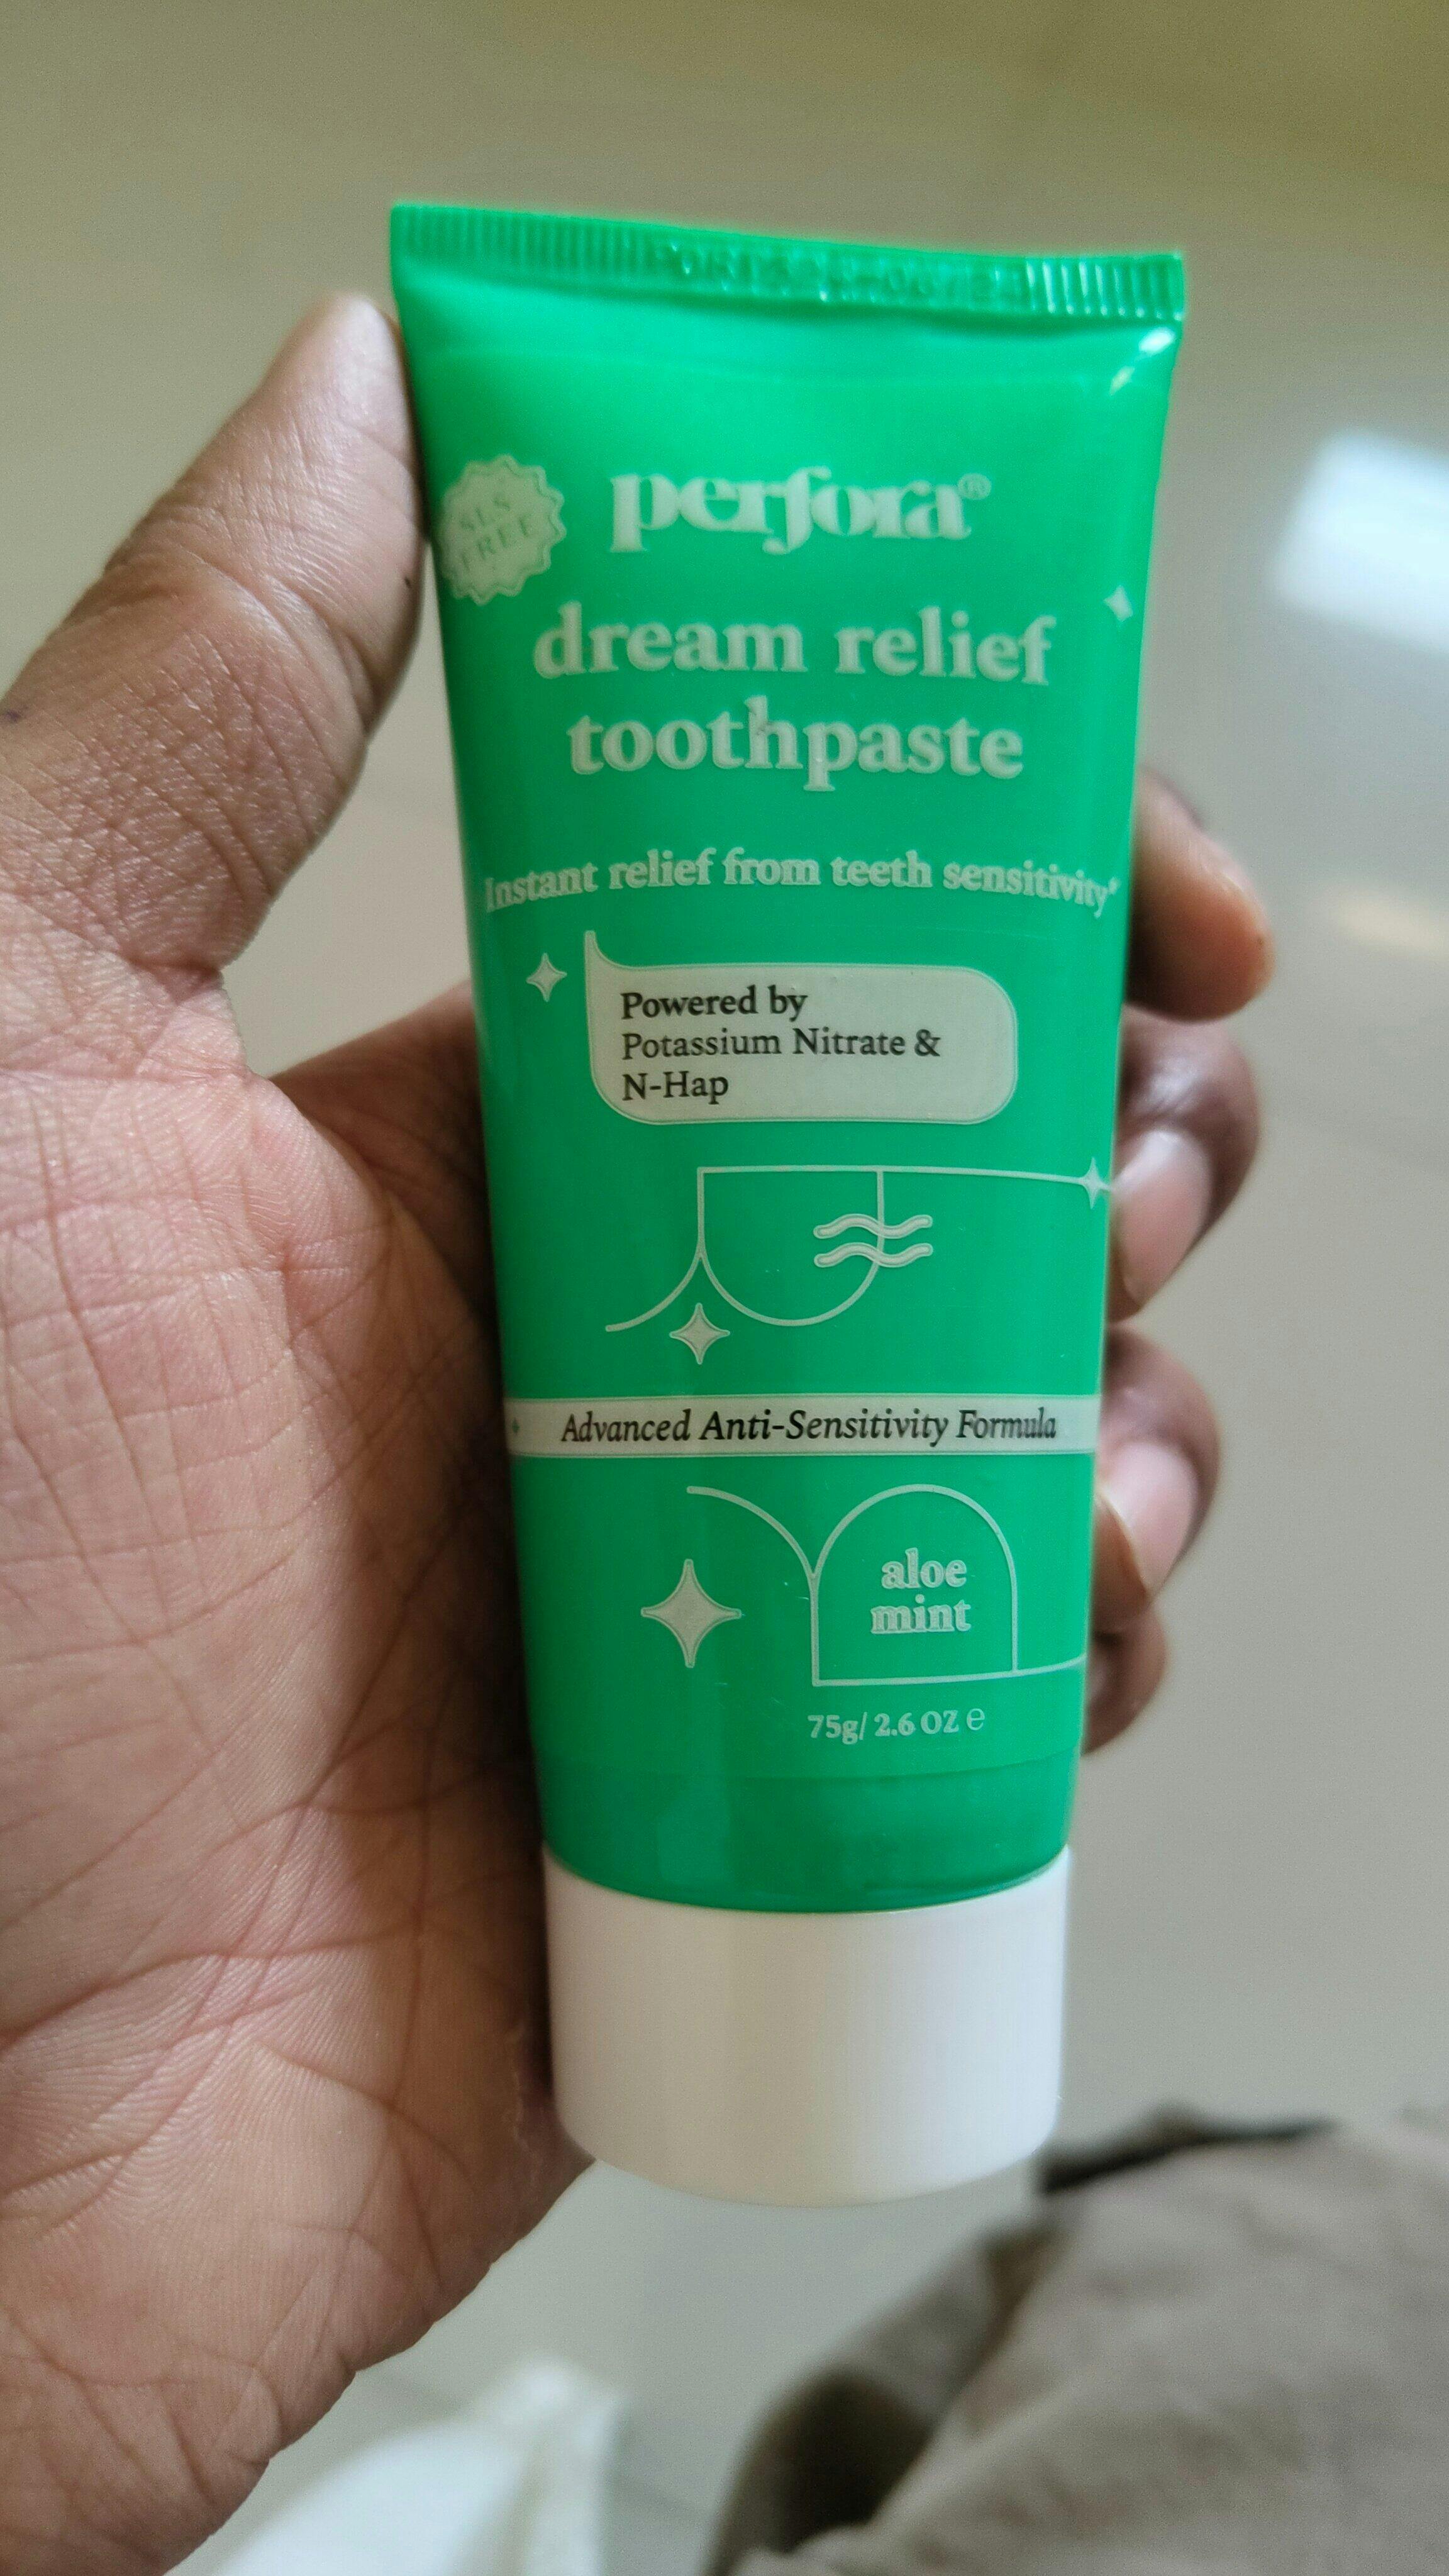 SLS
FREE
perfora®
dream relief
toothpaste
Instant relief from teeth sensitivity*
Powered by
Potassium Nitrate &
N-Hap
Advanced Anti-Sensitivity Formula
aloe
mint
75g/ 2.6 OZ ℮